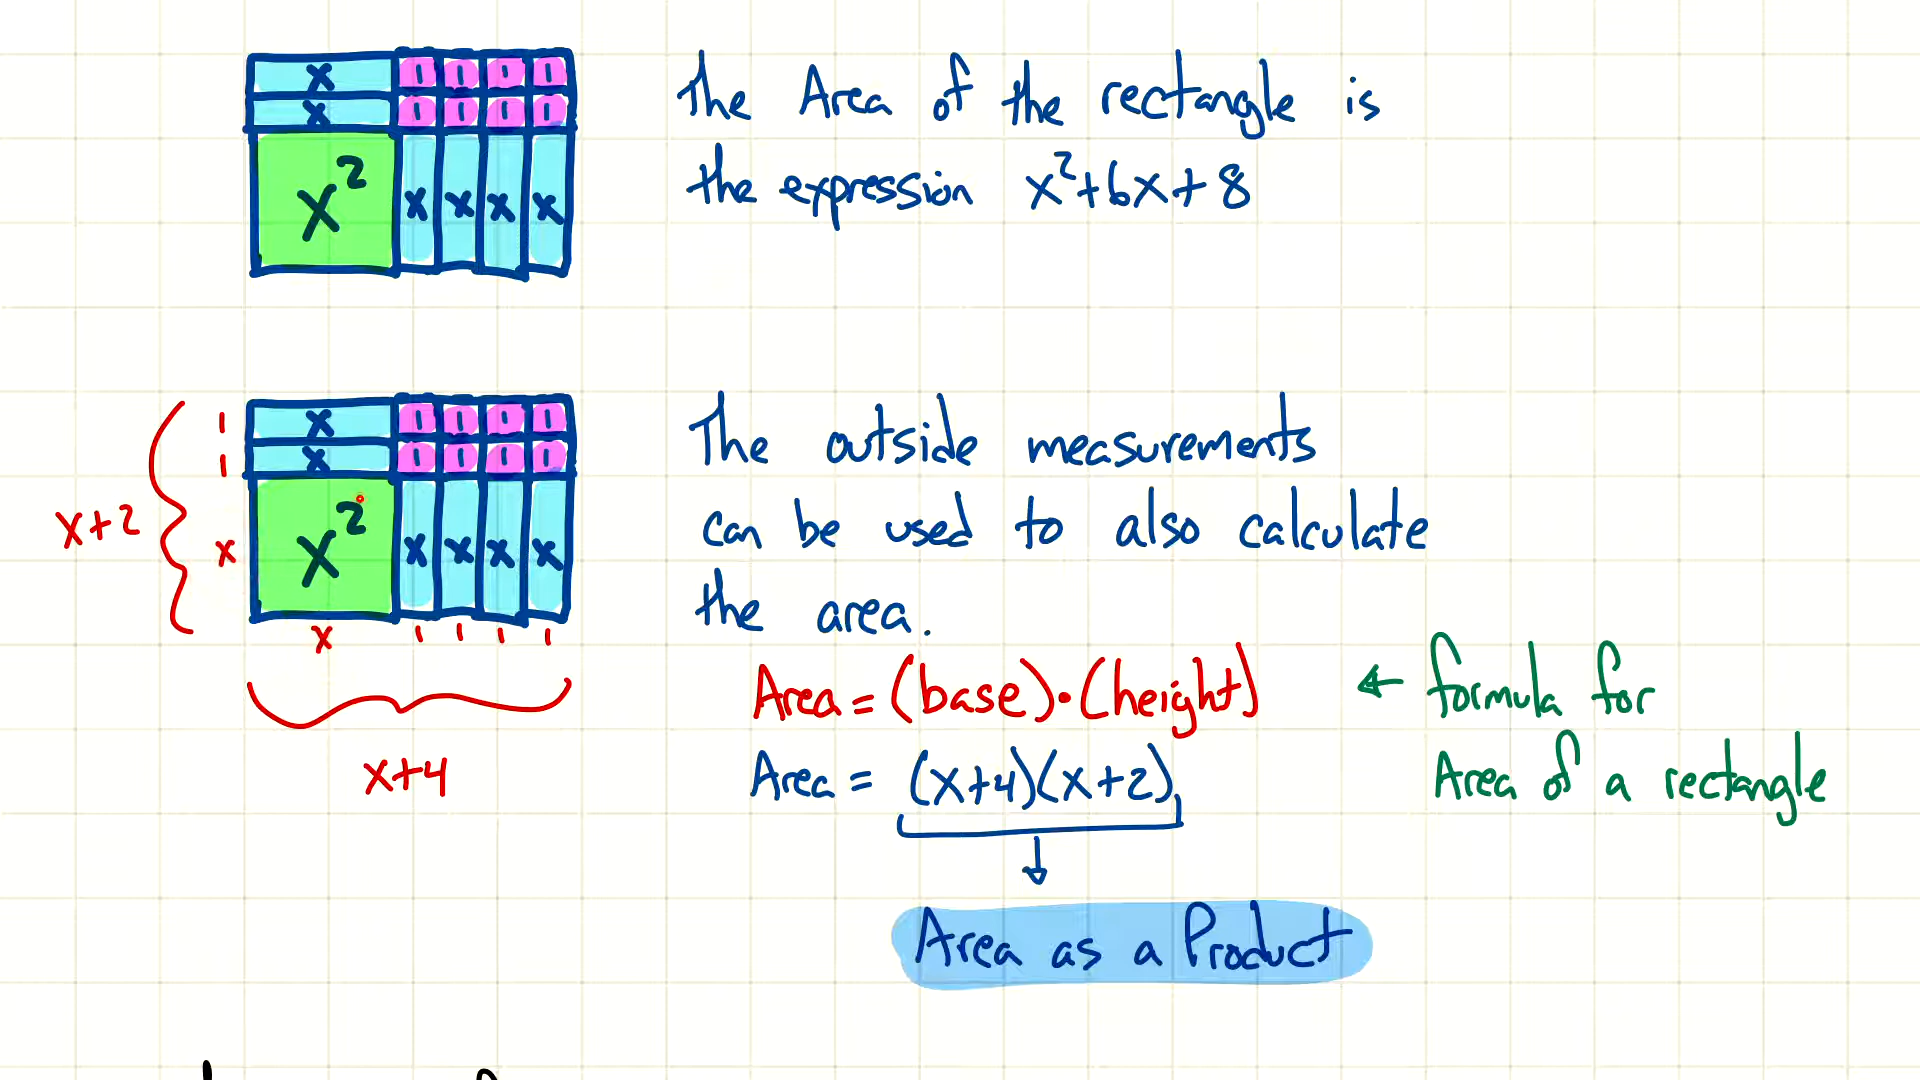 x 1 1 1 1
x 1 1 1 1
x² x x x x
The Area of the rectangle is
the expression x²+6x+8
1 x 1 1 1 1
1 x 1 1 1 1
x+2 x x² x x x x
x 1 1 1 1
x+4
The outside measurements
can be used to also calculate
the area.
Area = (base)·(height)
Area = (x+4)(x+2)
← formula for
Area of a rectangle
Area as a Product